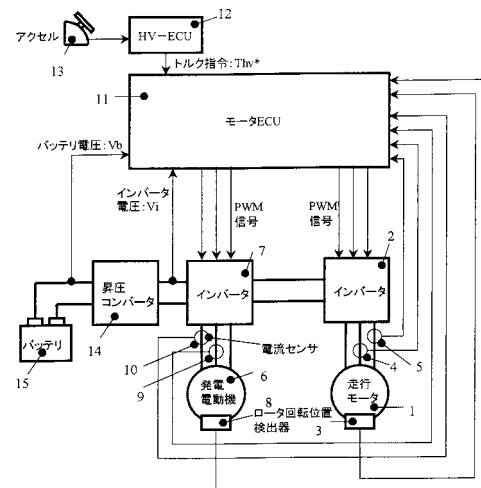 12
アクセル
HV－ECU
13
トルク指令：Thv*
11
モータECU
バッテリ電圧：Vb
インバータ
電圧：Vi
PWM
信号
PWM
信号
7
2
昇圧
コンバータ
インバータ
インバータ
バッテリ
14
15
電流センサ
10
9
6
4
5
発電
電動機
走行
モータ
8
ロータ回転位置
検出器
3
1